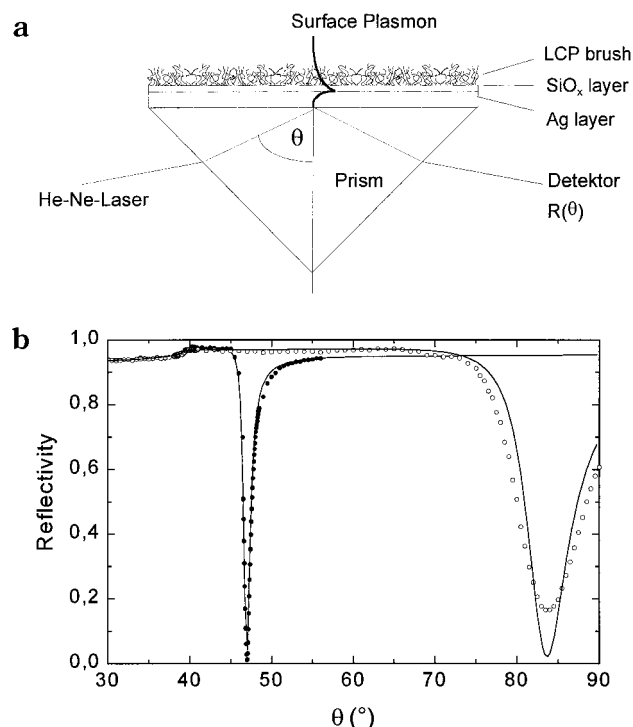 a
Surface Plasmon
LCP brush
SiOₓ layer
Ag layer
θ
He-Ne-Laser
Prism
Detektor
R(θ)
b
1,0
0,8
0,6
0,4
0,2
0,0
Reflectivity
30 40 50 60 70 80 90
θ (°)